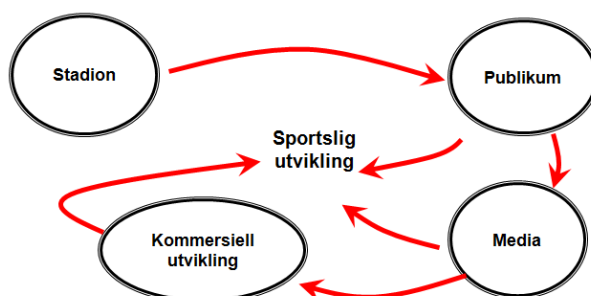 Stadion
Publikum
Sportslig
utvikling
Kommersiell
utvikling
Media